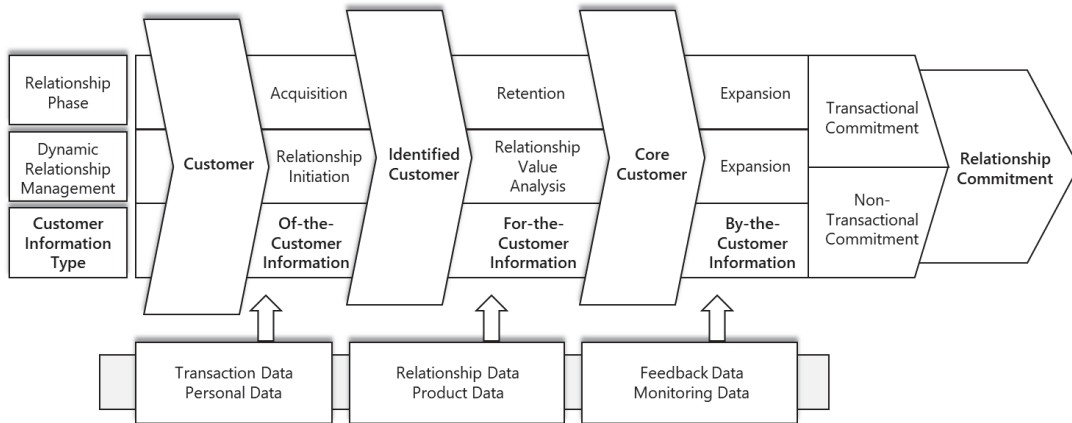 Relationship
Phase
Acquisition
Retention
Expansion
Dynamic
Relationship
Management
Customer
Relationship
Initiation
Identified
Customer
Relationship
Value
Analysis
Core
Customer
Expansion
Transactional
Commitment
Relationship
Commitment
Customer
Information
Type
Of-the-
Customer
Information
For-the-
Customer
Information
By-the-
Customer
Information
Non-
Transactional
Commitment
Transaction Data
Personal Data
Relationship Data
Product Data
Feedback Data
Monitoring Data